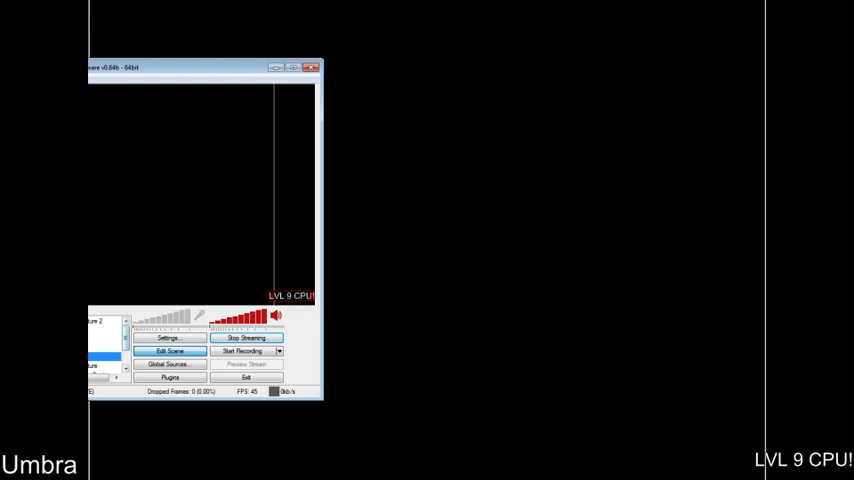 ware v0.64b - 64bit
LVL 9 CPU!
ture 2
Settings...
Stop Streaming
Edit Scene
Start Recording
ture
Global Sources...
Preview Stream
Plugins
Exit
Dropped Frames: 0 (0.00%)
FPS: 45
0kb/s
Umbra
LVL 9 CPU!